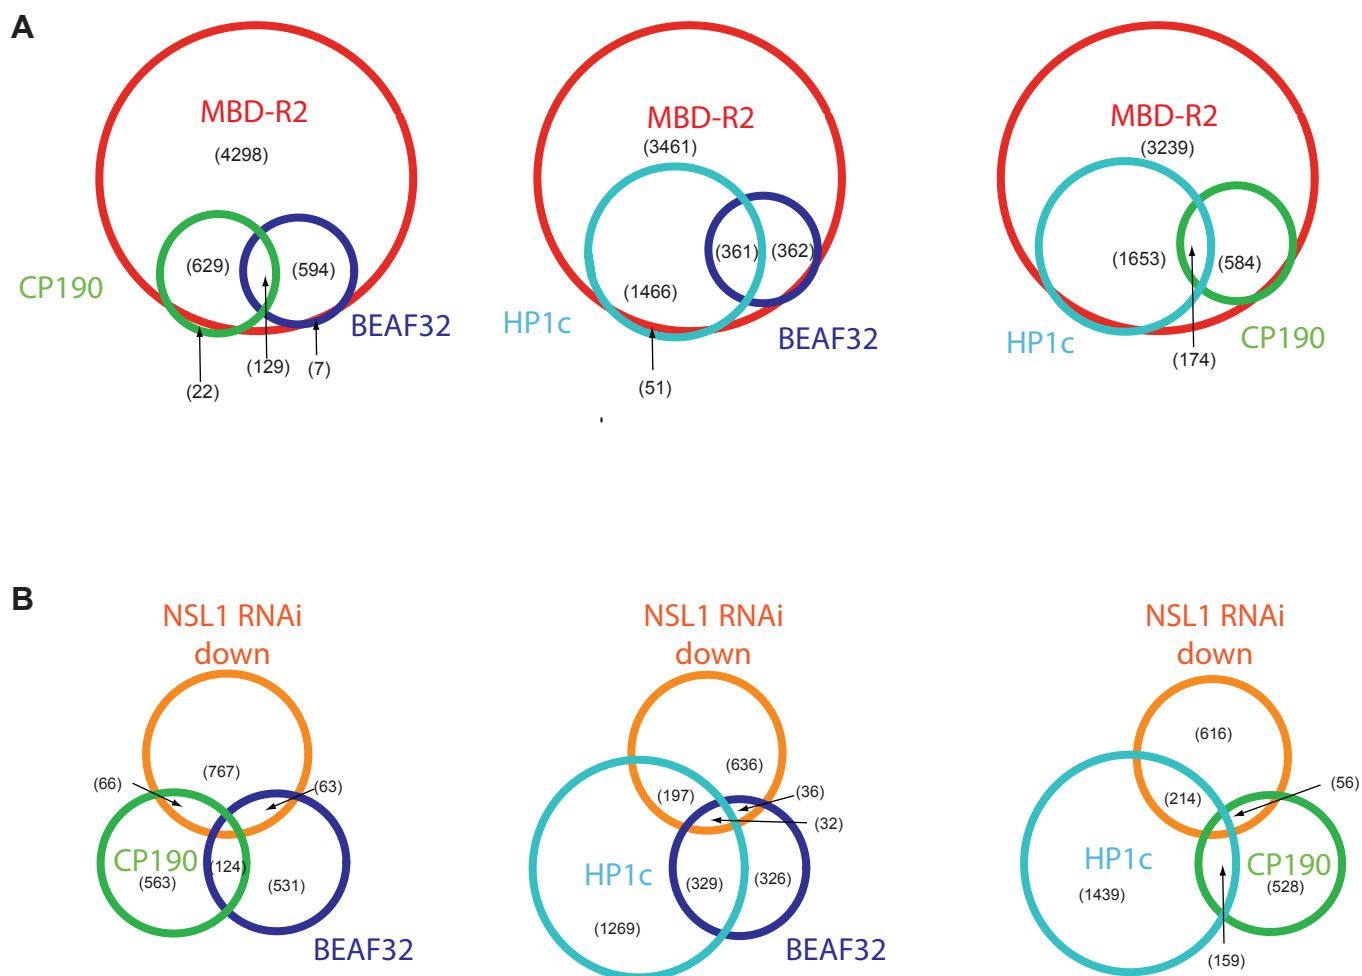 A
MBD-R2
(4298)
(629)
(594)
CP190
BEAF32
(129)
(7)
(22)
MBD-R2
(3461)
(361)
(362)
(1466)
HP1c
BEAF32
(51)
MBD-R2
(3239)
(1653)
(584)
HP1c
CP190
(174)
B
NSL1 RNAi
down
(767)
(66)
(63)
CP190
(124)
(563)
(531)
BEAF32
NSL1 RNAi
down
(636)
(197)
(36)
(32)
HP1c
(329)
(326)
(1269)
BEAF32
NSL1 RNAi
down
(616)
(56)
(214)
HP1c
CP190
(528)
(1439)
(159)